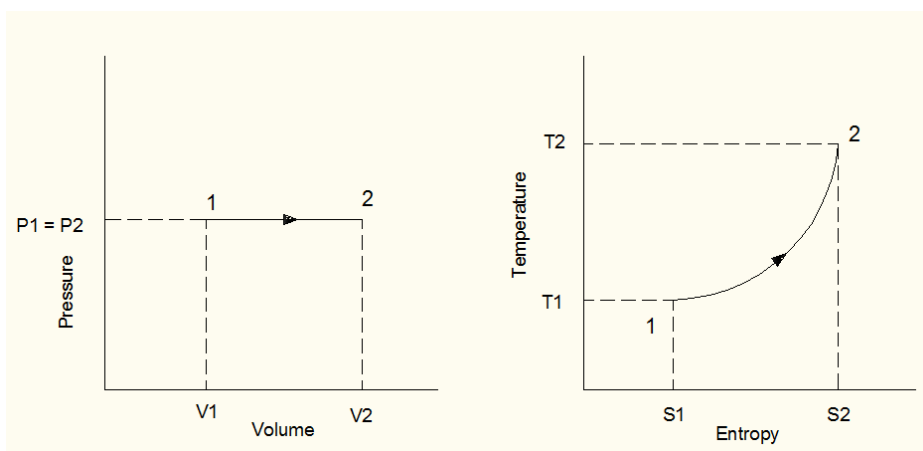 1
2
P1 = P2
Pressure
V1
V2
Volume
T2
2
Temperature
T1
1
S1
S2
Entropy